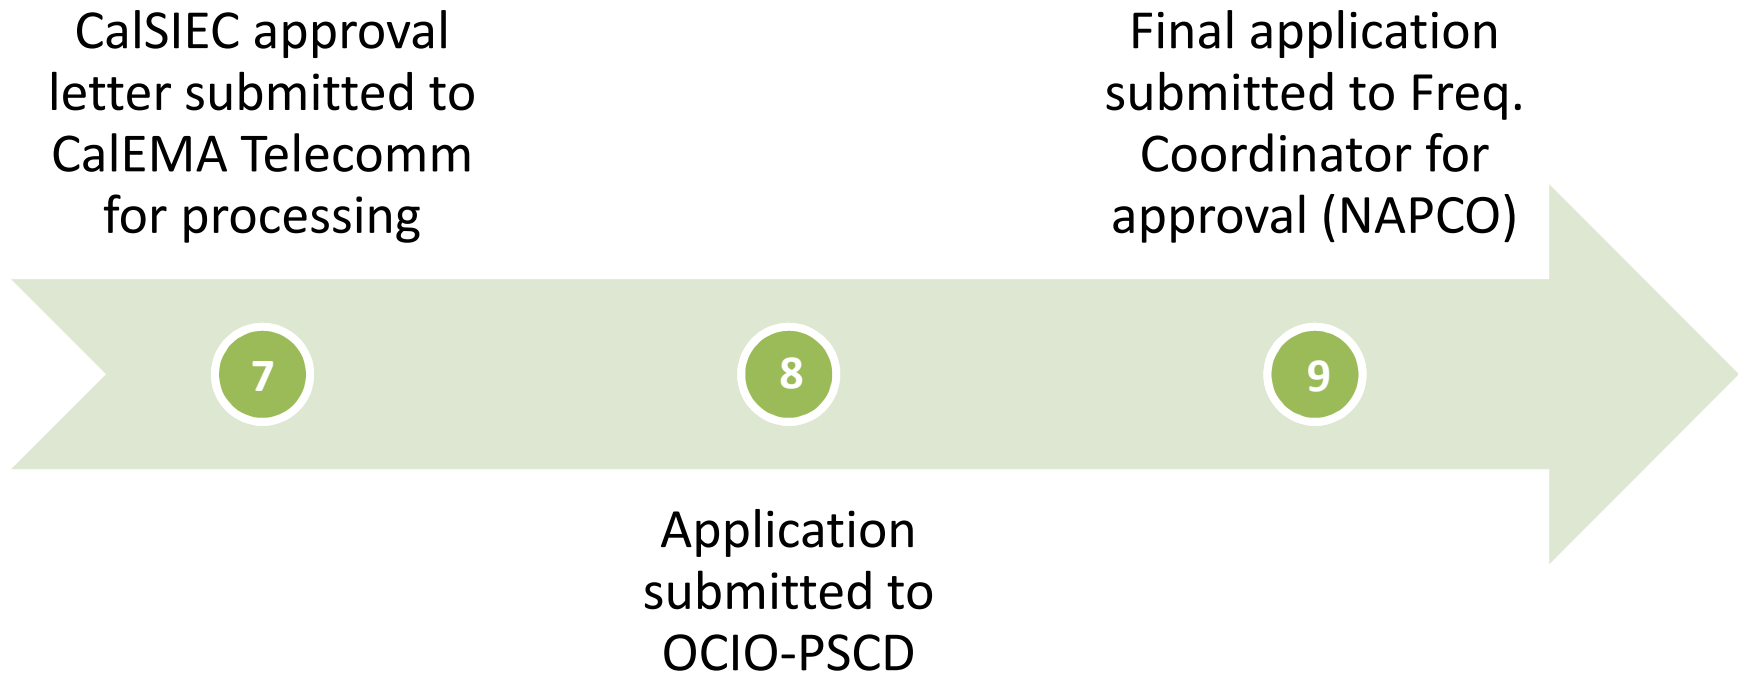 CalSIEC approval
letter submitted to
CalEMA Telecomm
for processing
Final application
submitted to Freq.
Coordinator for
approval (NAPCO)
7
8
9
Application
submitted to
OCIO-PSCD